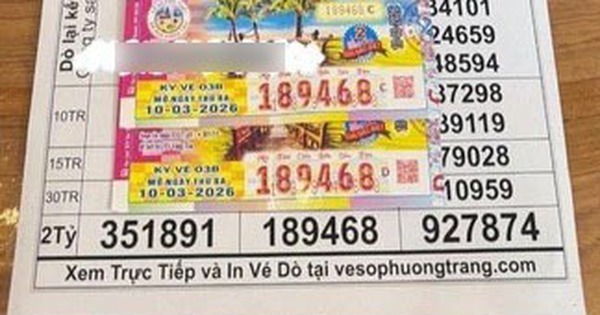 Dò lại kế
189468 C
34101
24659
48594
KỲ VÉ 03B
MỞ NGÀY THỨ BA
10-03-2026
189468 C
10TR
37298
39119
KỲ VÉ 03B
MỞ NGÀY THỨ BA
10-03-2026
189468 D
15TR
79028
30TR
10959
2Tỷ 351891 189468 927874
Xem Trực Tiếp và In Vé Dò tại vesophuongtrang.com